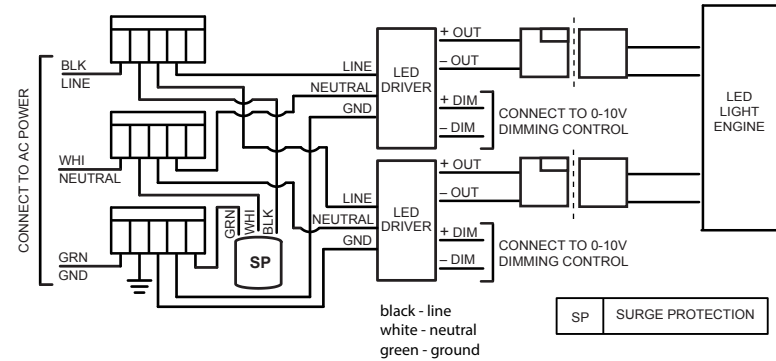 CONNECT TO AC POWER
BLK
LINE
WHI
NEUTRAL
GRN
GND
GRN
WHI
BLK
SP
LINE
NEUTRAL
GND
LED
DRIVER
+ OUT
– OUT
+ DIM
– DIM
CONNECT TO 0-10V
DIMMING CONTROL
LINE
NEUTRAL
GND
LED
DRIVER
+ OUT
– OUT
+ DIM
– DIM
CONNECT TO 0-10V
DIMMING CONTROL
LED
LIGHT
ENGINE
black - line
white - neutral
green - ground
SP SURGE PROTECTION